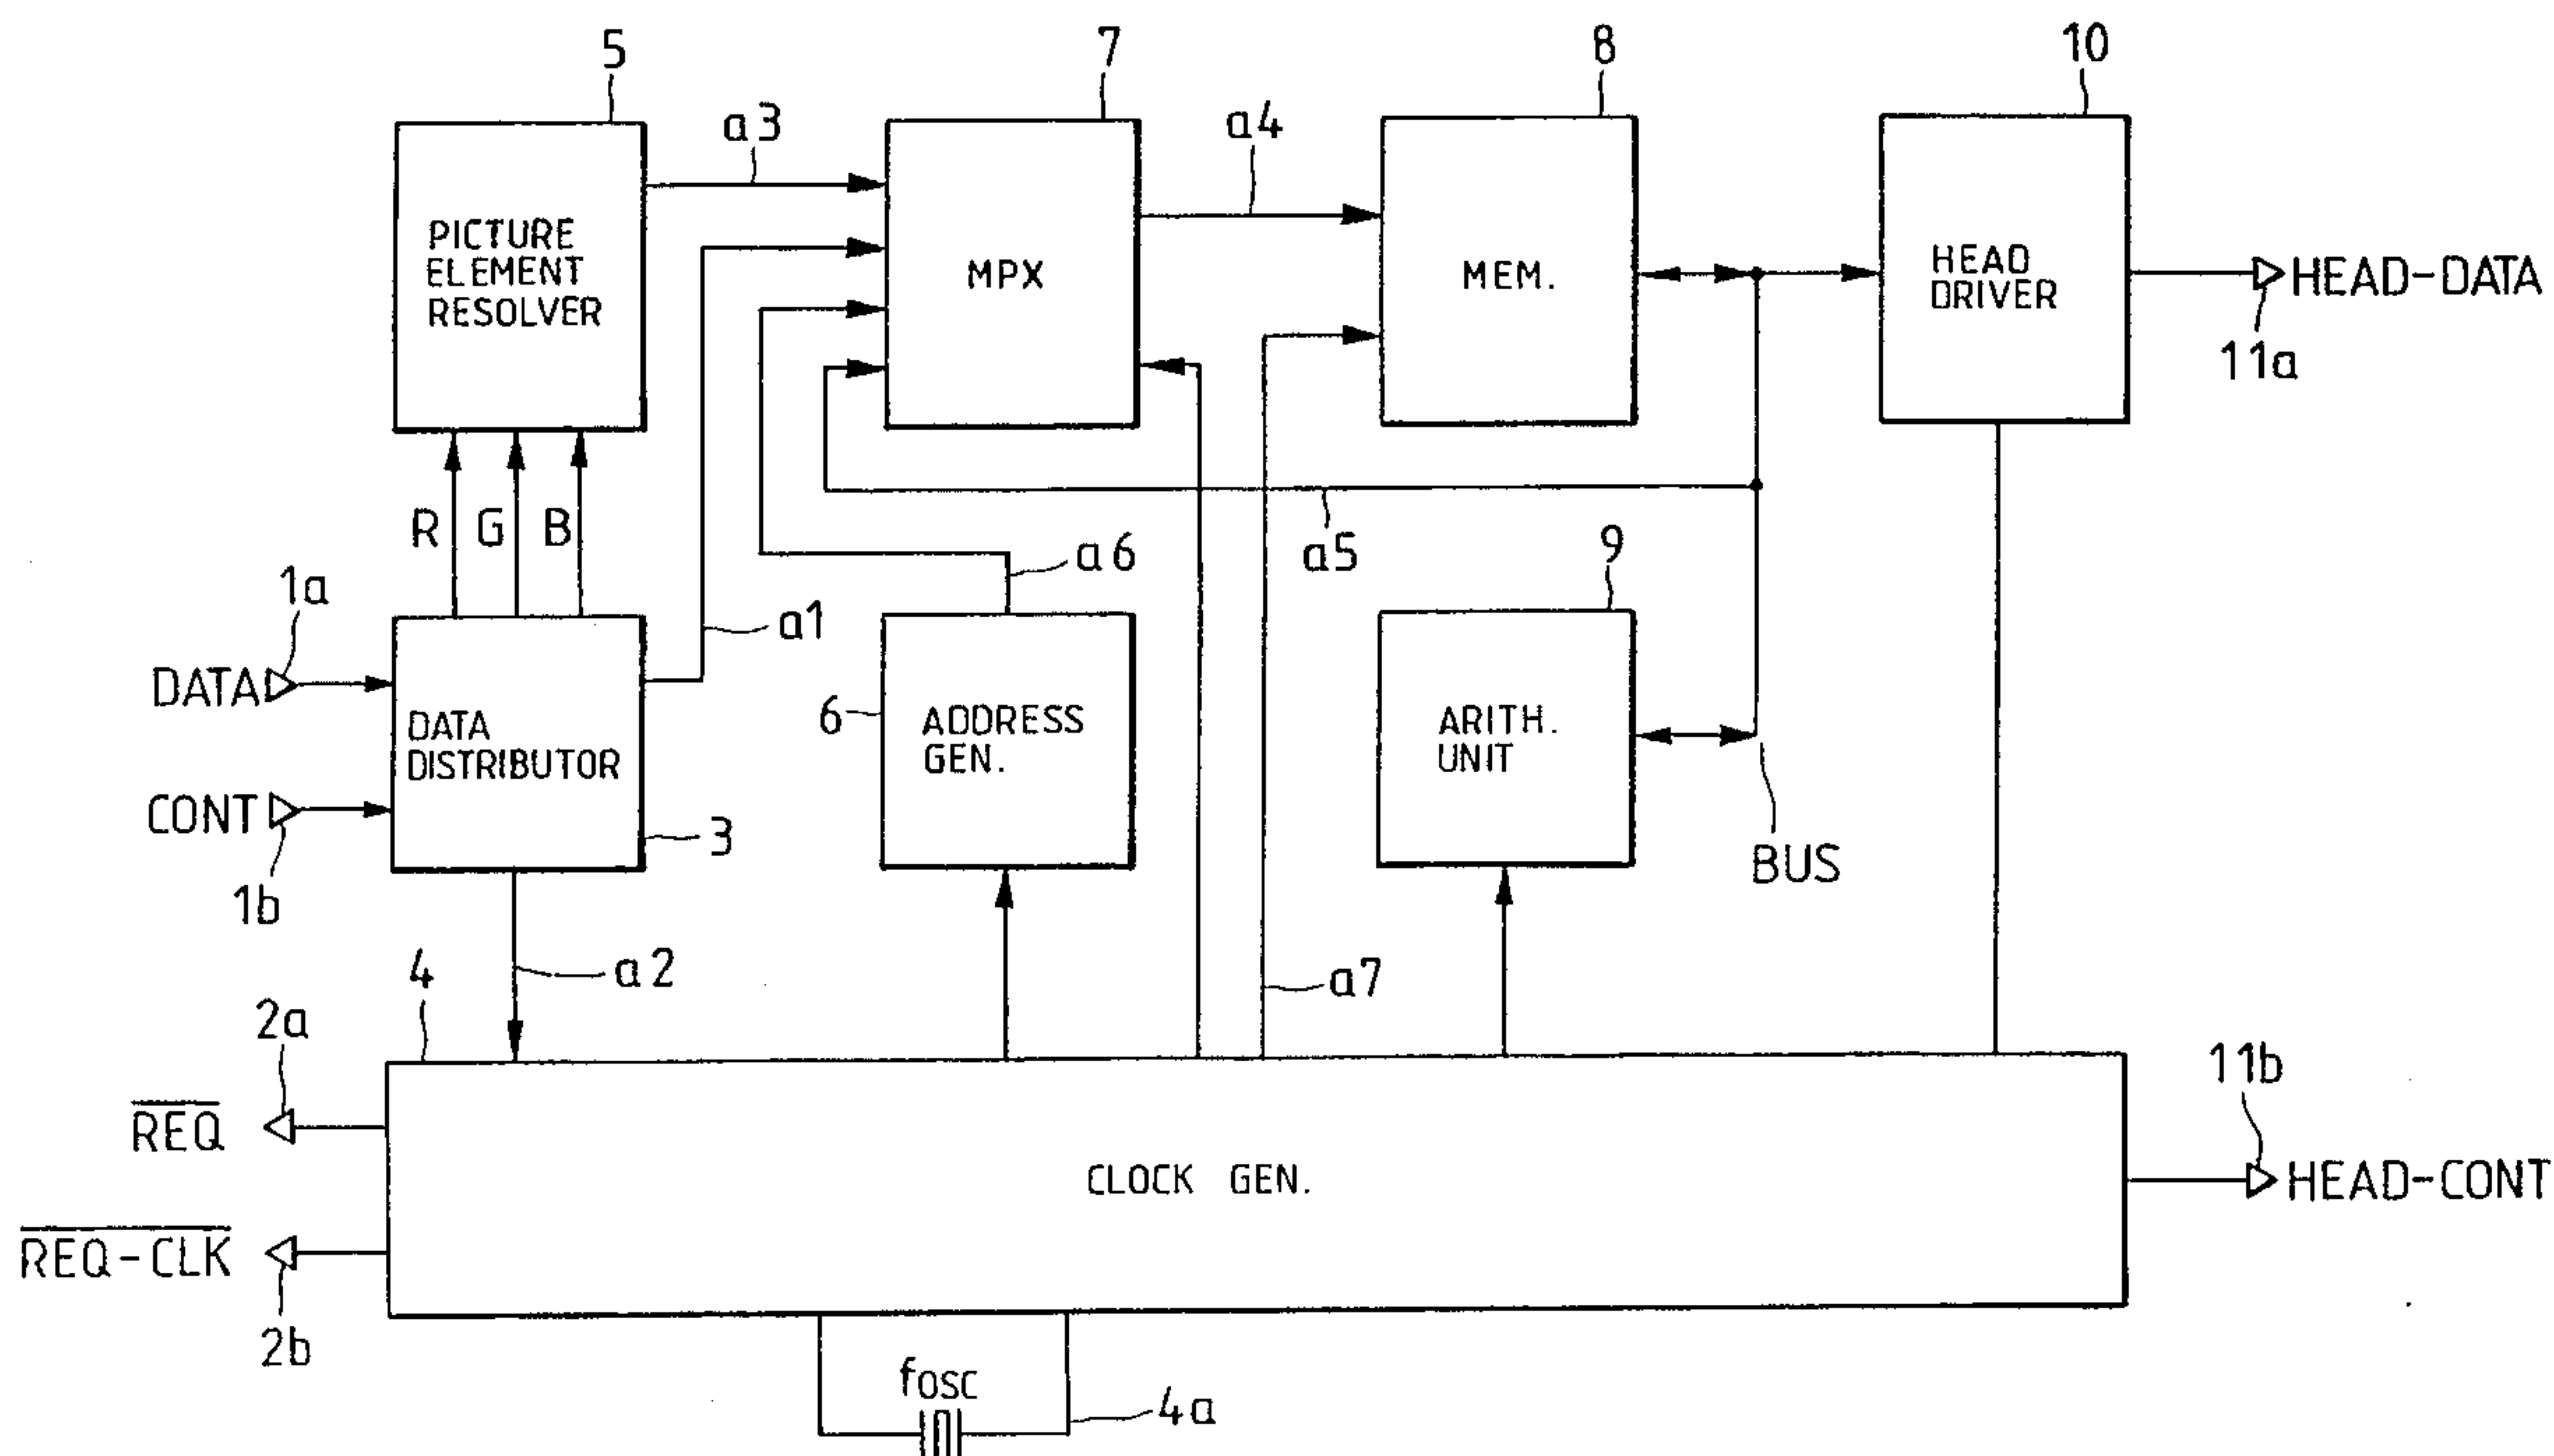 5
7
8
10
a3
a4
PICTURE
ELEMENT
RESOLVER
MPX
MEM.
HEAD
DRIVER
HEAD-DATA
11a
R G B
a5
a6
9
1a
a1
DATA
DATA
DISTRIBUTOR
6
ADDRESS
GEN.
ARITH.
UNIT
CONT
3
BUS
1b
4
a2
a7
2a
11b
REQ
CLOCK GEN.
HEAD-CONT
REQ-CLK
2b
fOSC
4a